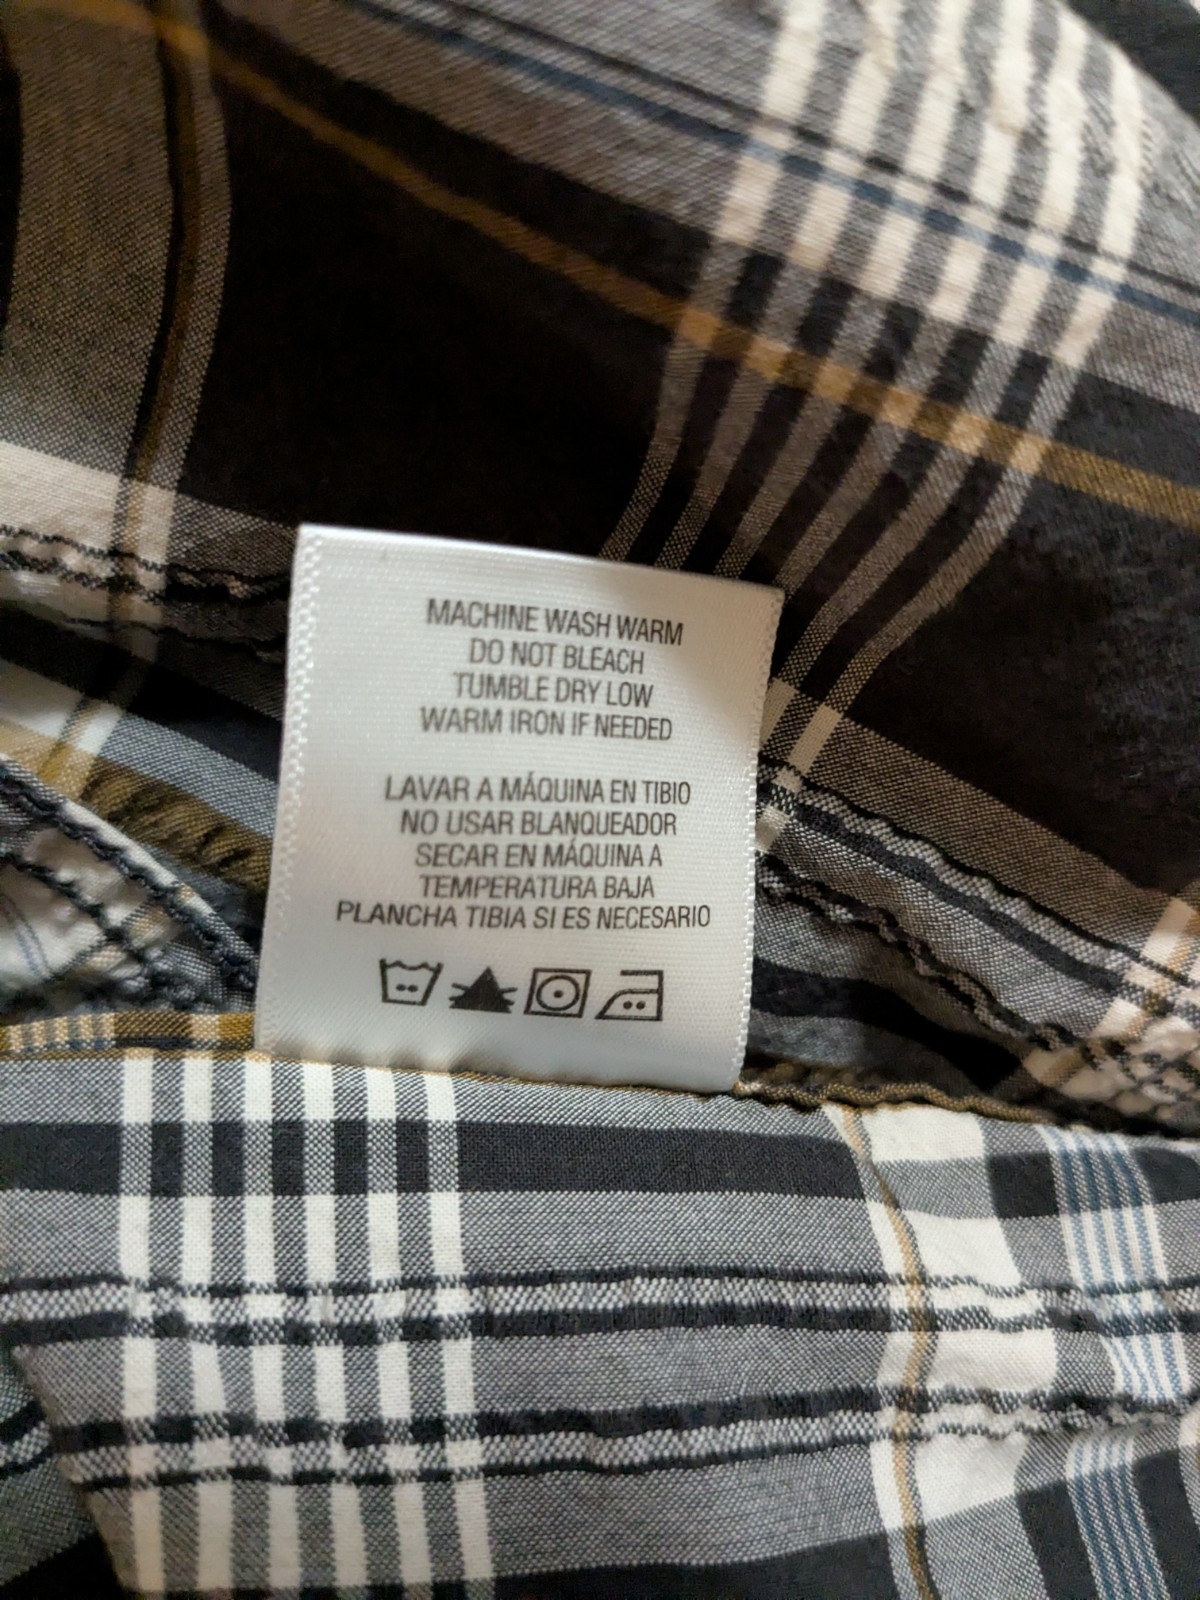 MACHINE WASH WARM
DO NOT BLEACH
TUMBLE DRY LOW
WARM IRON IF NEEDED
LAVAR A MÁQUINA EN TIBIO
NO USAR BLANQUEADOR
SECAR EN MÁQUINA A
TEMPERATURA BAJA
PLANCHA TIBIA SI ES NECESARIO